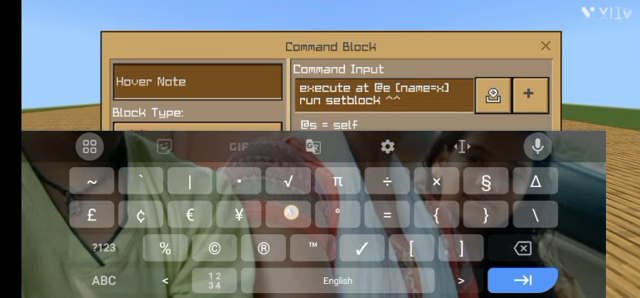 Command Block
Hover Note
Block Type:
Command Input
execute at @e [name=x]
run setblock ^^
@s = self
GIF
~ ` | • √ π ÷ × § Δ
£ ¢ € ¥ ° = { } \
?123 % © ® ™ ✓ [ ]
ABC < 12 34 English >